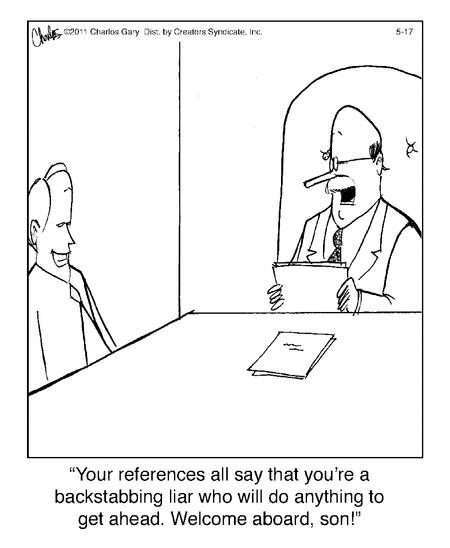 Charlos ©2011 Charlos Gary Dist. by Creators Syndicate, Inc. 5-17
“Your references all say that you’re a
backstabbing liar who will do anything to
get ahead. Welcome aboard, son!”